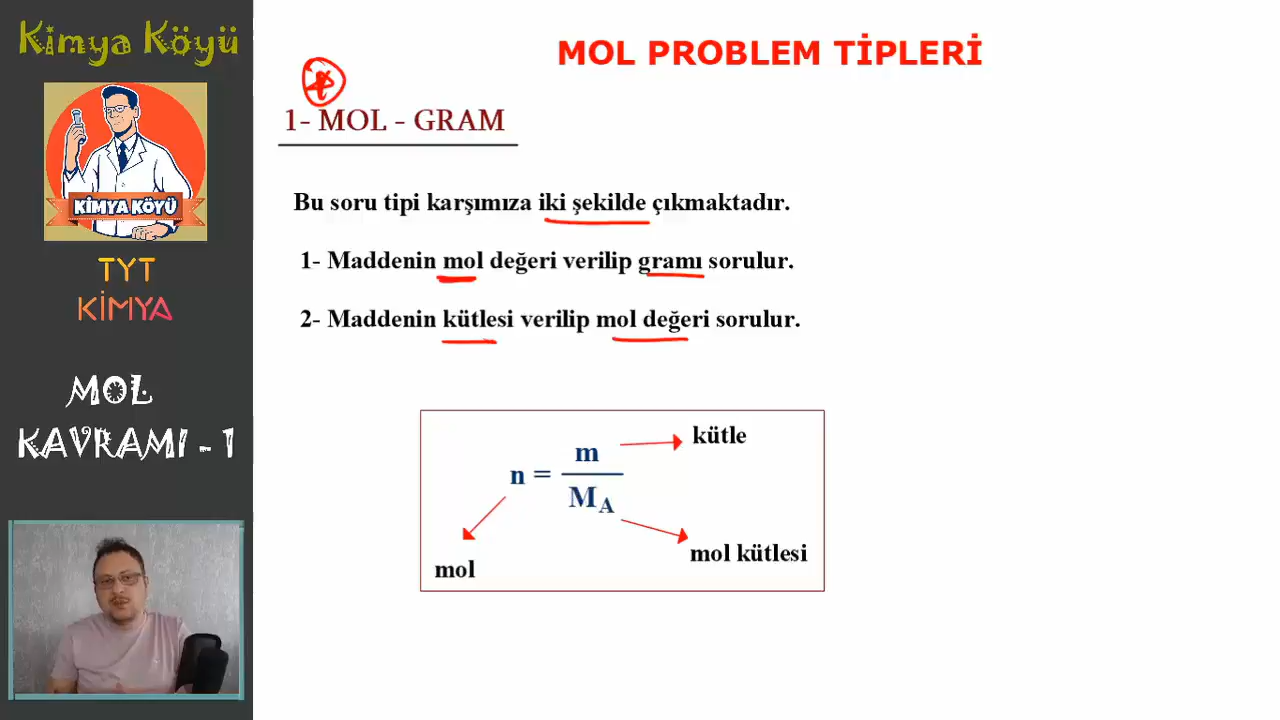 Kimya Köyü
KİMYA KÖYÜ
TYT
KİMYA
MOL
KAVRAMI - 1
MOL PROBLEM TİPLERİ
1- MOL - GRAM
Bu soru tipi karşımıza iki şekilde çıkmaktadır.
1- Maddenin mol değeri verilip gramı sorulur.
2- Maddenin kütlesi verilip mol değeri sorulur.
n = m / MA
kütle
mol kütlesi
mol